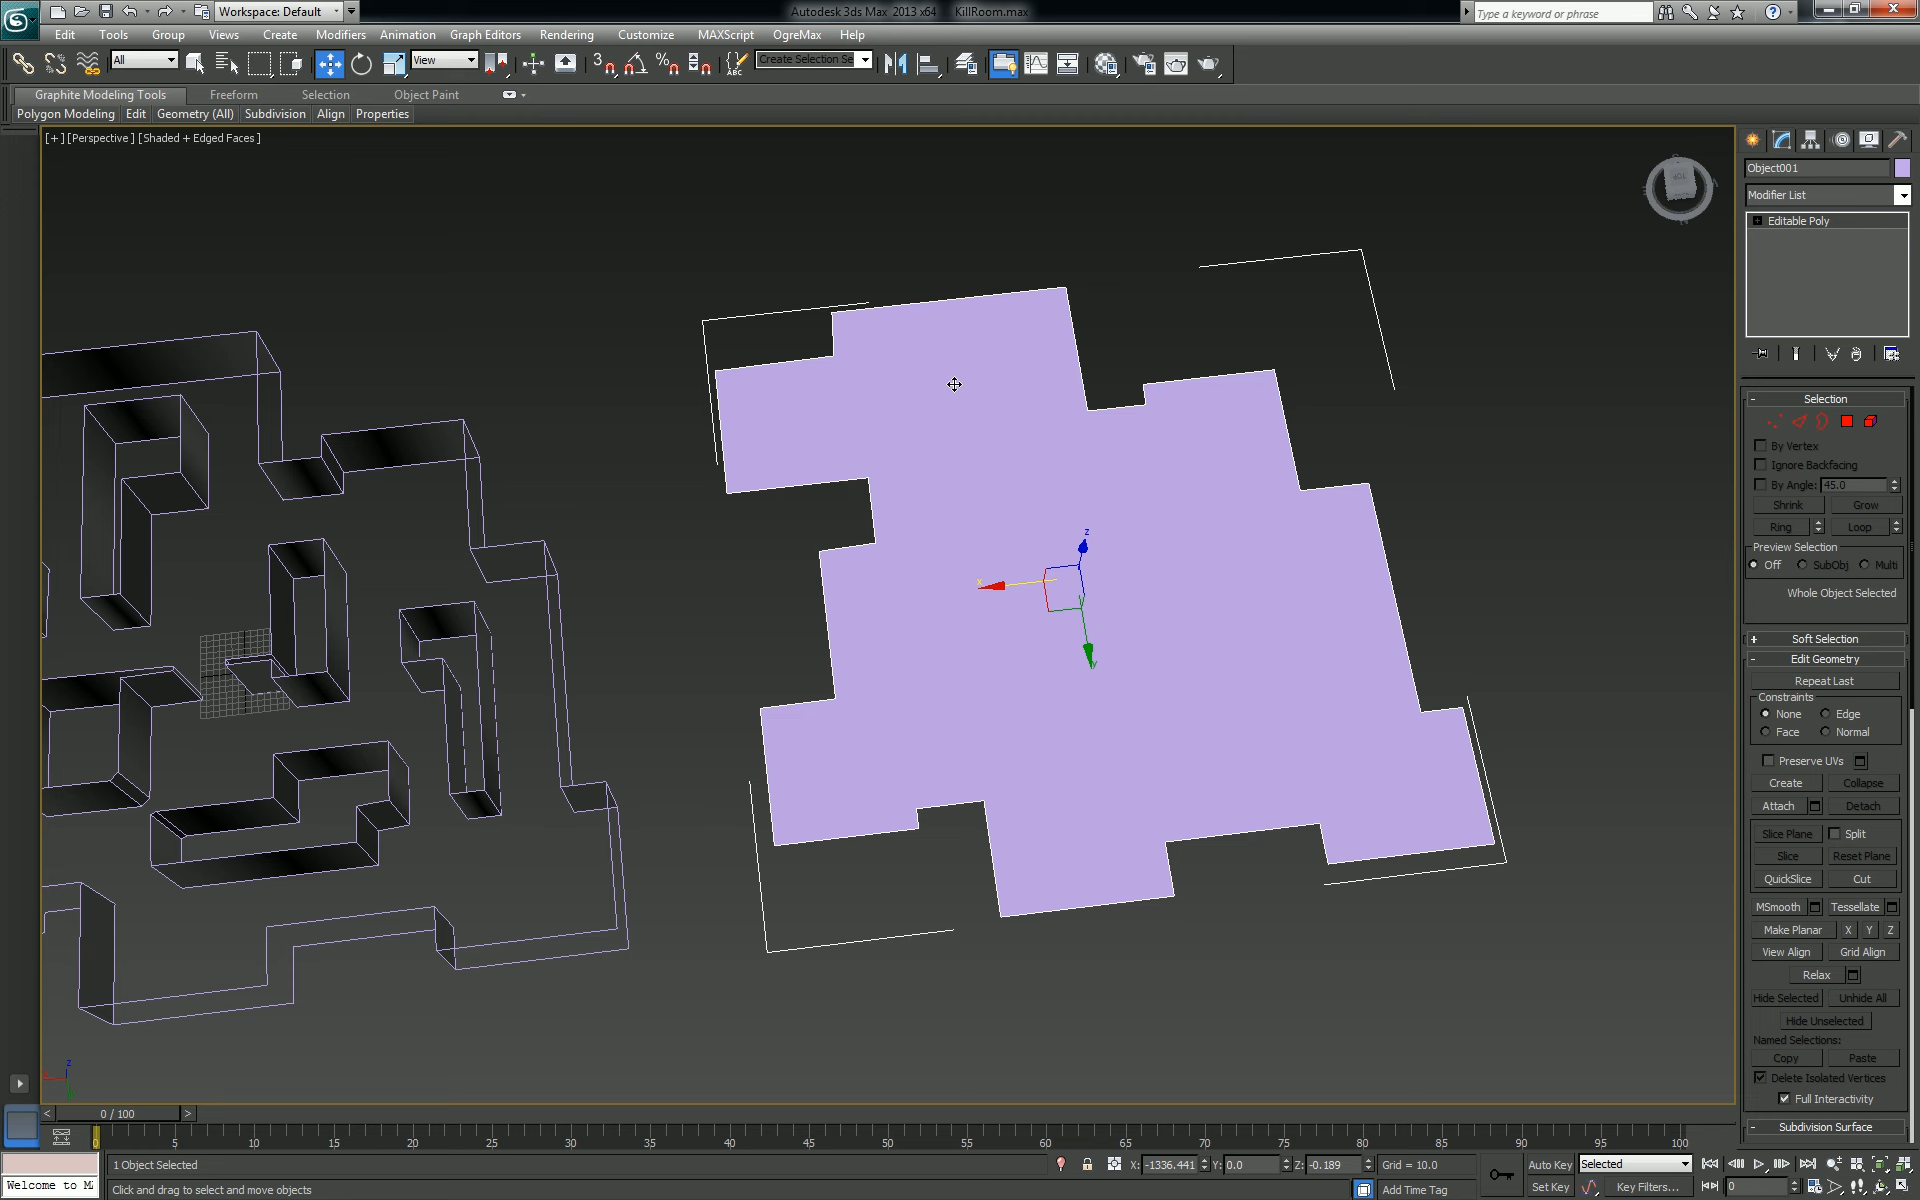 Workspace: Default
Autodesk 3ds Max 2013 x64 KillRoom.max
Type a keyword or phrase
Edit Tools Group Views Create Modifiers Animation Graph Editors Rendering Customize MAXScript OgreMax Help
All View 3 ABC Create Selection Se
Graphite Modeling Tools Freeform Selection Object Paint
Polygon Modeling Edit Geometry (All) Subdivision Align Properties
[+] [Perspective] [Shaded + Edged Faces]
Object001
Modifier List
Editable Poly
z
x
y
z
- Selection
By Vertex
Ignore Backfacing
By Angle: 45.0
Shrink Grow
Ring Loop
Preview Selection
Off SubObj Multi
Whole Object Selected
+ Soft Selection
- Edit Geometry
Repeat Last
Constraints
None Edge
Face Normal
Preserve UVs
Create Collapse
Attach Detach
Slice Plane Split
Slice Reset Plane
QuickSlice Cut
MSmooth Tessellate
Make Planar X Y Z
View Align Grid Align
Relax
Hide Selected Unhide All
Hide Unselected
Named Selections:
Copy Paste
Delete Isolated Vertices
Full Interactivity
- Subdivision Surface
< 0 / 100 >
0 5 10 15 20 25 30 35 40 45 50 55 60 65 70 75 80 85 90 95 100
1 Object Selected X: -1336.441 Y: 0.0 Z: -0.189 Grid = 10.0 Auto Key Selected
Welcome to M Click and drag to select and move objects Add Time Tag Set Key Key Filters... 0